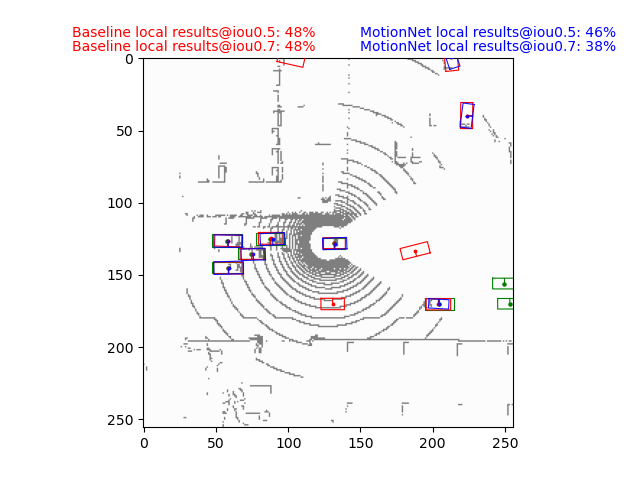 Baseline local results@iou0.5: 48% MotionNet local results@iou0.5: 46%
Baseline local results@iou0.7: 48% MotionNet local results@iou0.7: 38%
0
50
100
150
200
250
0 50 100 150 200 250